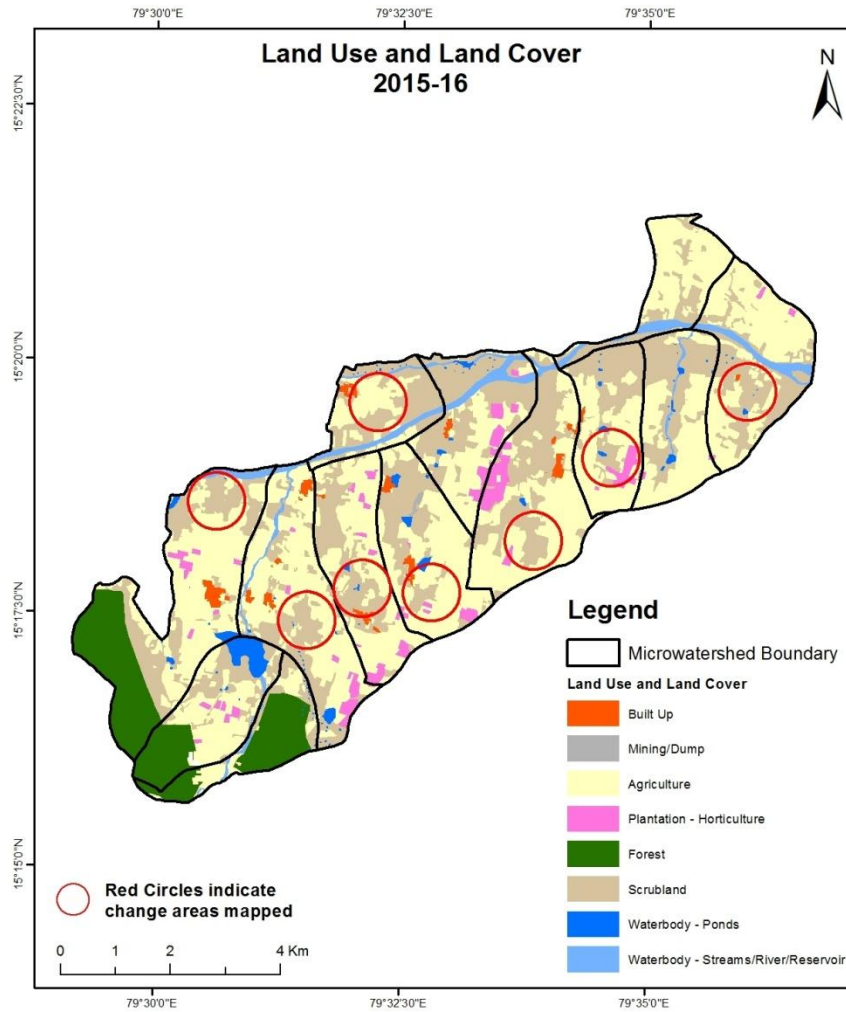 79°30'0"E 79°32'30"E 79°35'0"E
Land Use and Land Cover
2015-16
N
15°22'30"N
15°20'0"N
15°17'30"N
15°15'0"N
Legend
Microwatershed Boundary
Land Use and Land Cover
Built Up
Mining/Dump
Agriculture
Plantation - Horticulture
Forest
Scrubland
Waterbody - Ponds
Waterbody - Streams/River/Reservoir
Red Circles indicate
change areas mapped
0 1 2 4 Km
79°30'0"E 79°32'30"E 79°35'0"E